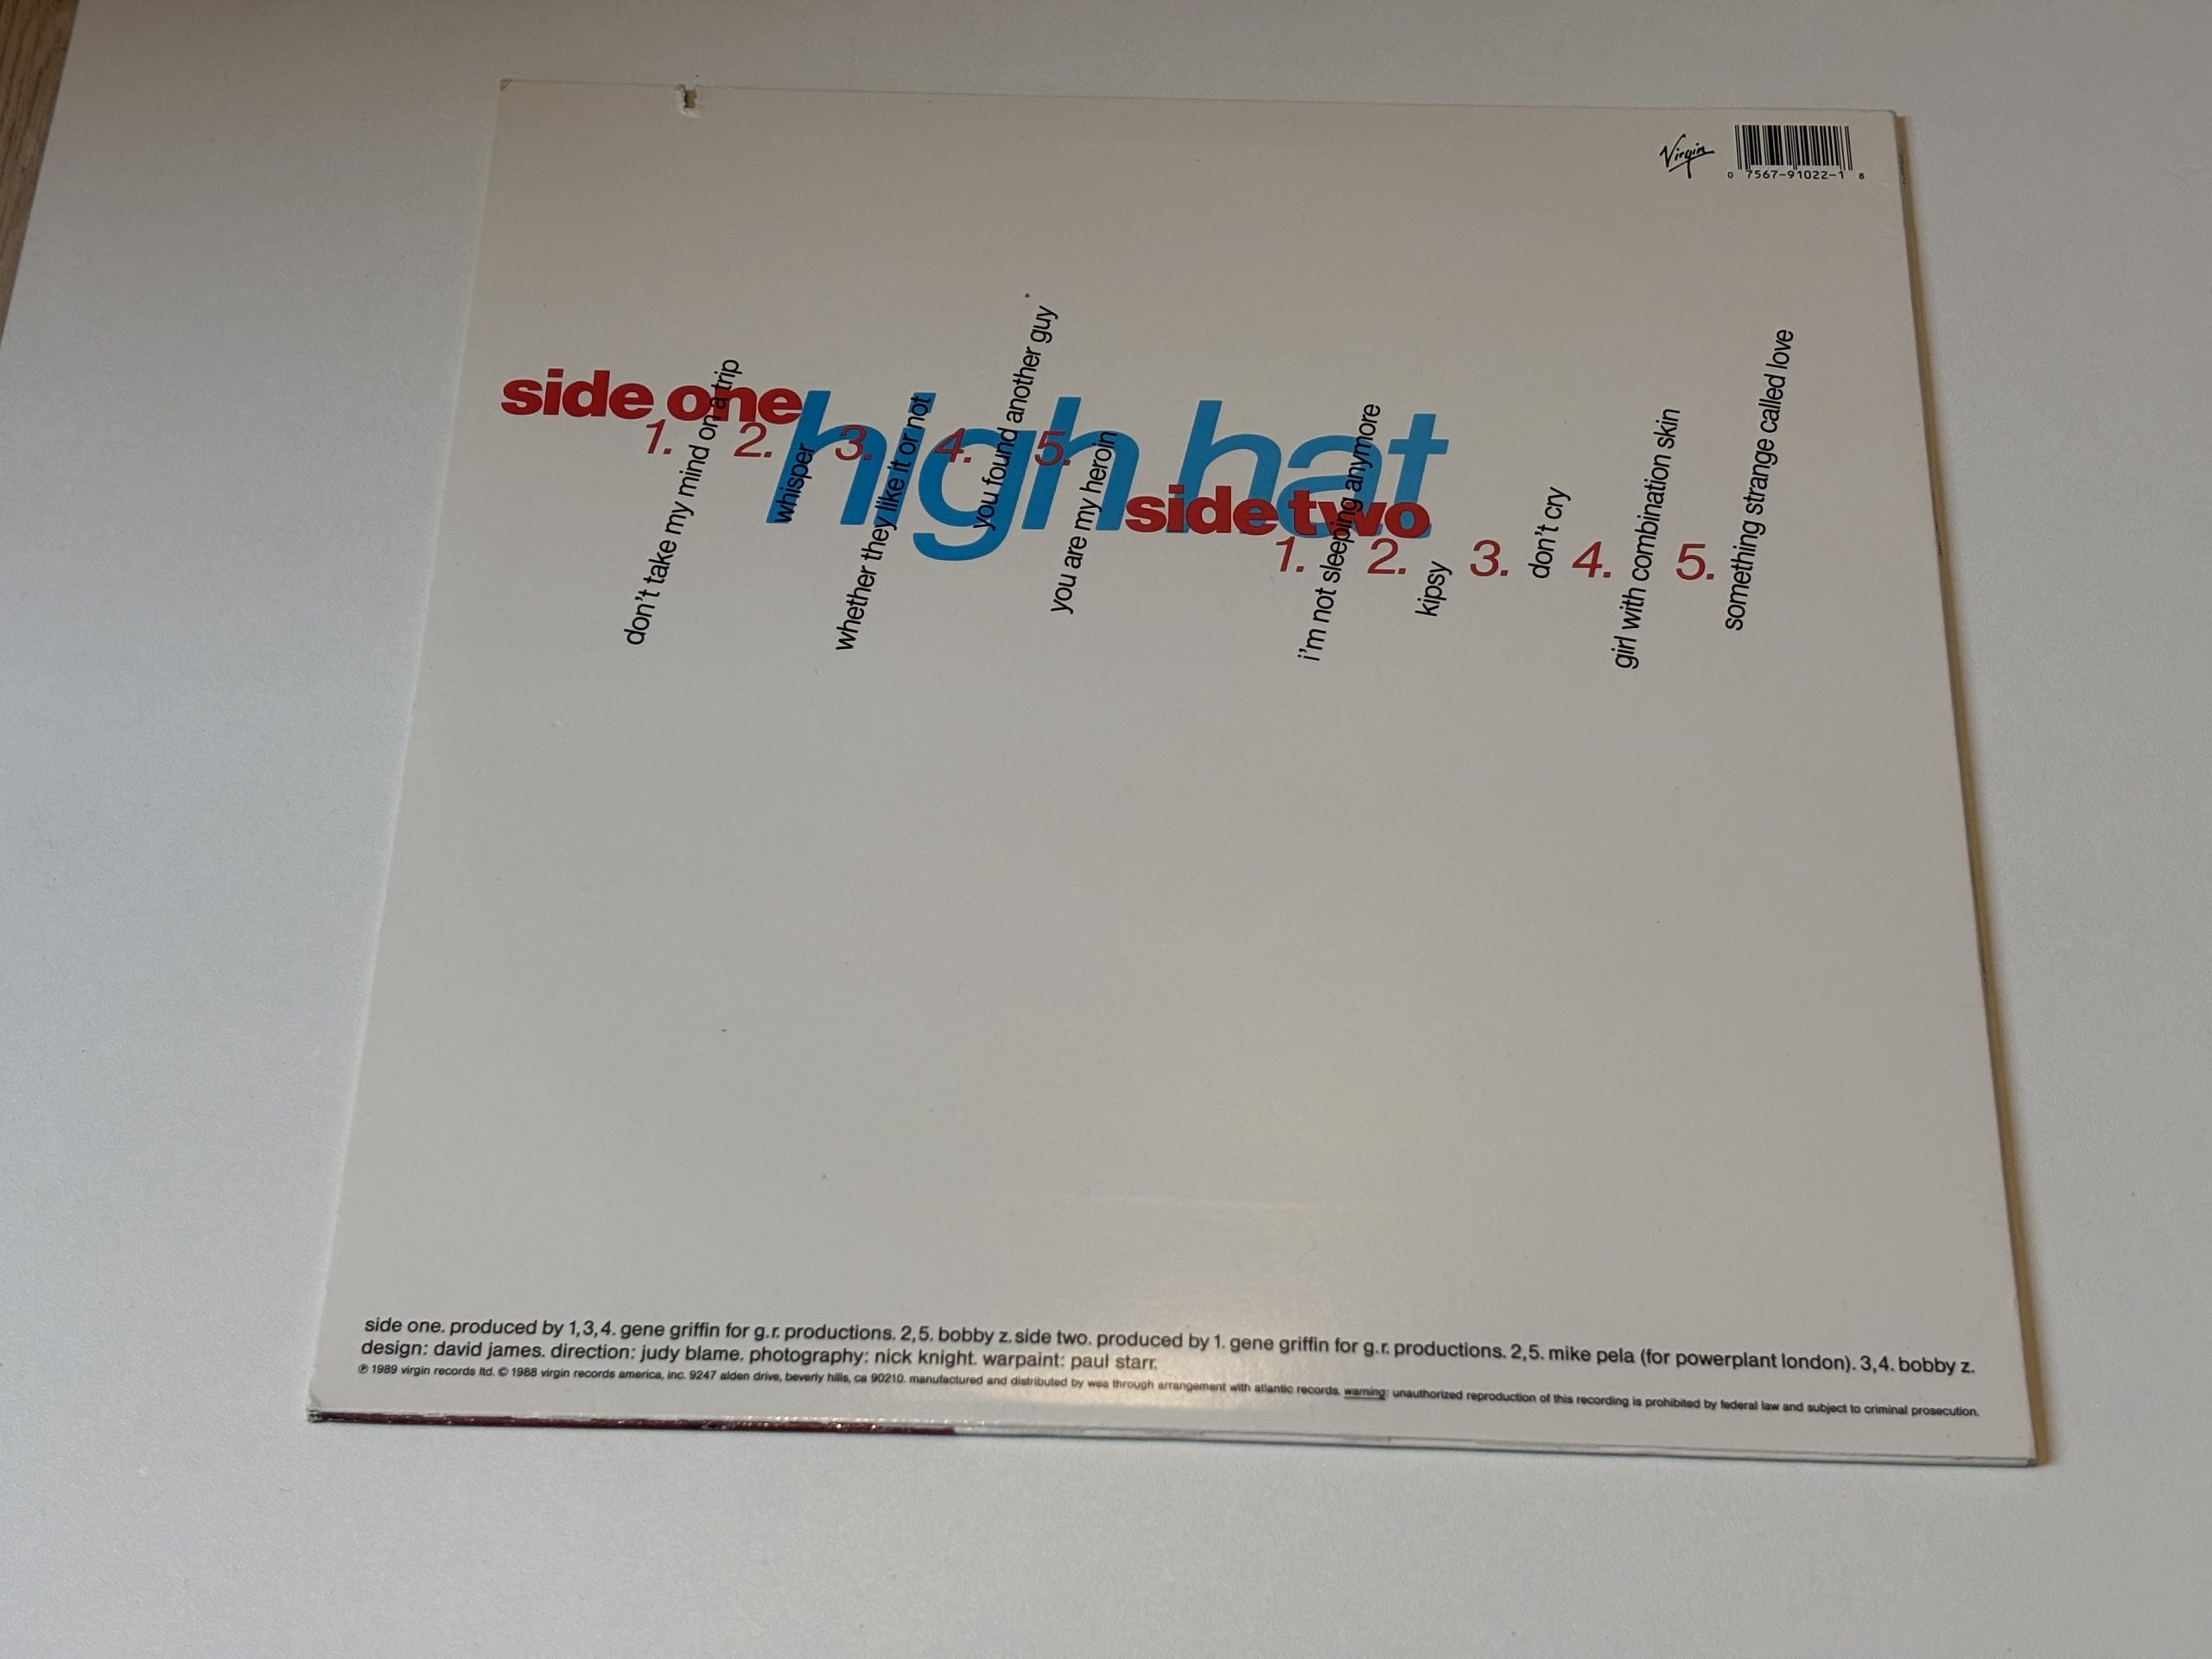 Virgin
0 7567-91022-1 8
side one
high hat
1. don't take my mind on a trip
2. whisper
3. whether they like it or not
4. you found another guy
5. you are my heroin
side two
1. i'm not sleeping anymore
2. kipsy
3. don't cry
4. girl with combination skin
5. something strange called love
side one. produced by 1,3,4. gene griffin for g.r. productions. 2,5. bobby z. side two. produced by 1. gene griffin for g.r. productions. 2,5. mike pela (for powerplant london). 3,4. bobby z.
design: david james. direction: judy blame. photography: nick knight. warpaint: paul starr.
℗ 1989 virgin records ltd. © 1988 virgin records america, inc. 9247 alden drive, beverly hills, ca 90210. manufactured and distributed by wea through arrangement with atlantic records. warning: unauthorized reproduction of this recording is prohibited by federal law and subject to criminal prosecution.